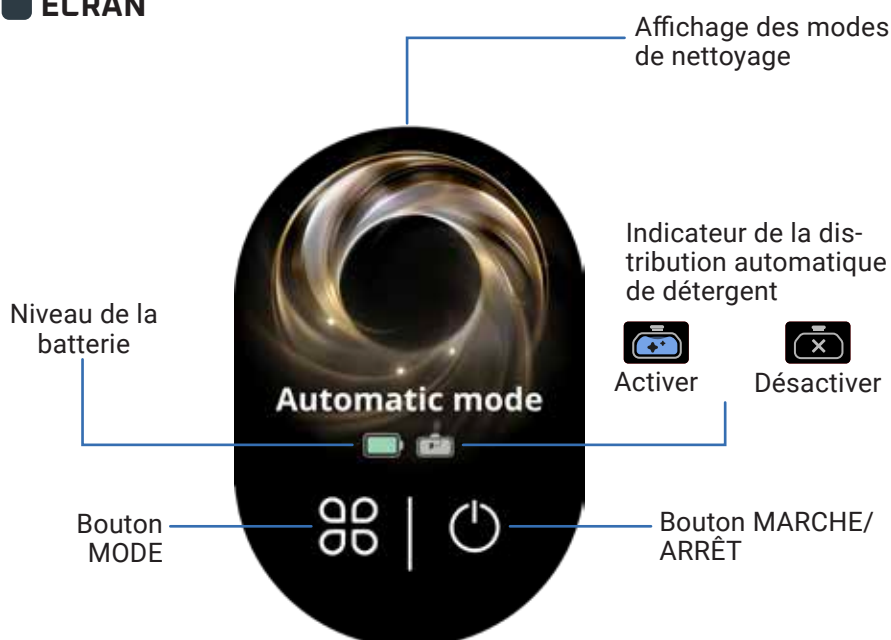 ÉCRAN
Affichage des modes
de nettoyage
Indicateur de la dis-
tribution automatique
de détergent
Activer
Désactiver
Niveau de la
batterie
Automatic mode
Bouton
MODE
Bouton MARCHE/
ARRÊT